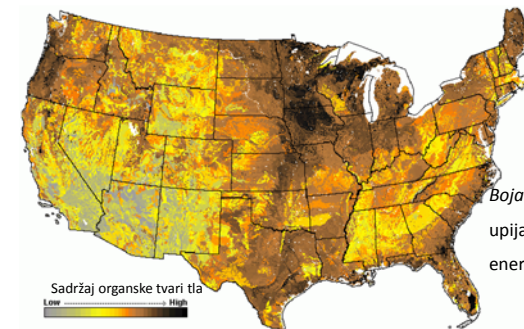 Boja
upija
ener
Sadržaj organske tvari tla
Low High